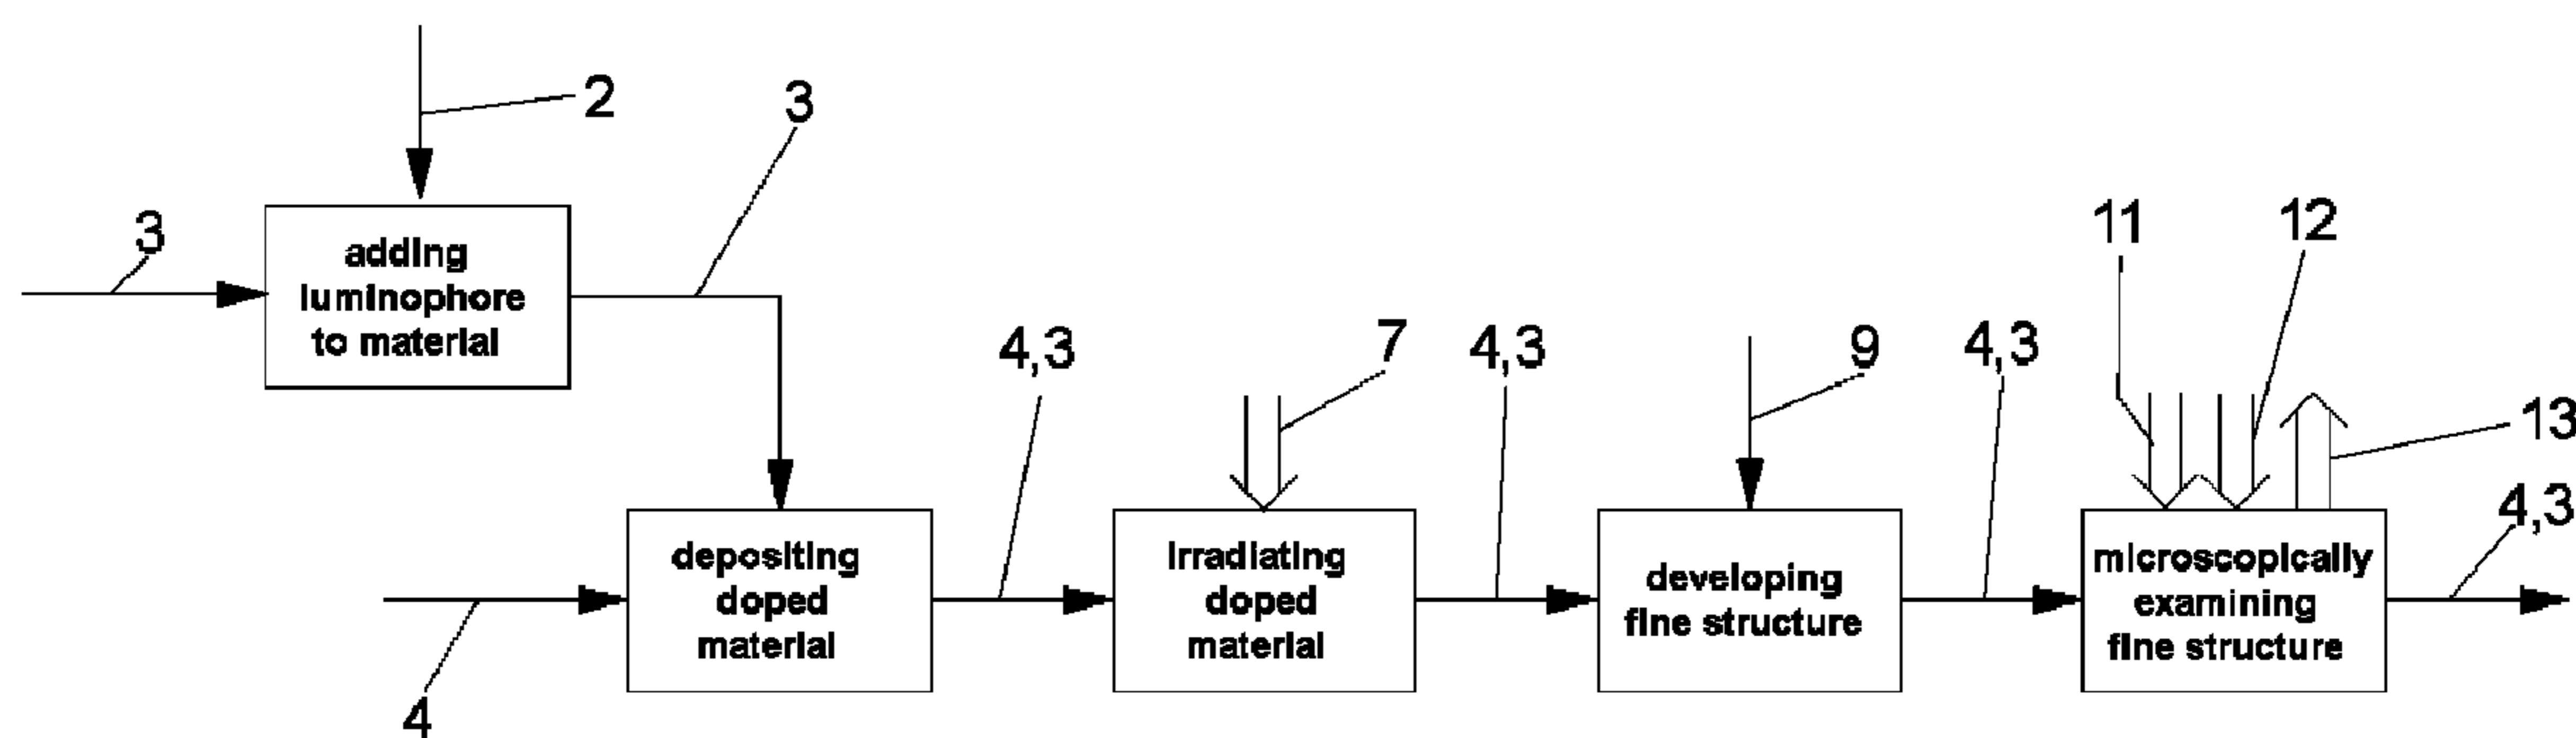 2
3
3
adding
luminophore
to material
11
12
4,3
7
4,3
9
4,3
13
4,3
depositing
doped
material
irradiating
doped
material
developing
fine structure
microscopically
examining
fine structure
4